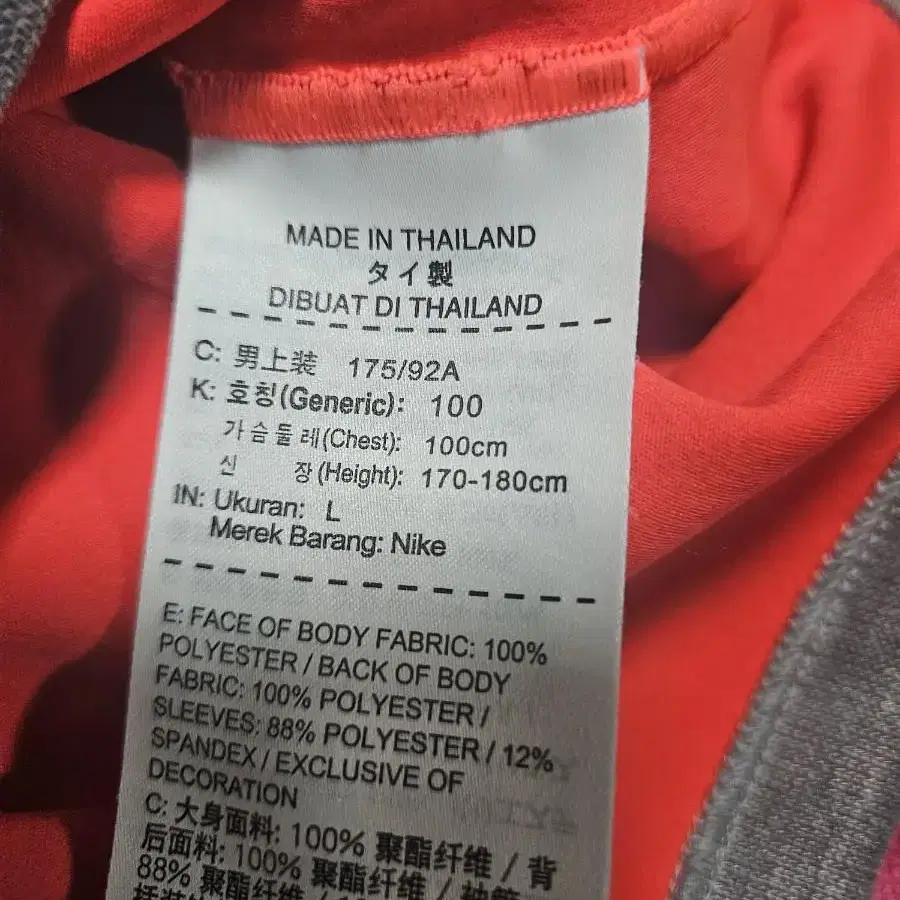 MADE IN THAILAND
タイ製
DIBUAT DI THAILAND
C: 男上装 175/92A
K: 호칭(Generic): 100
가슴둘레(Chest): 100cm
신 장(Height): 170-180cm
IN: Ukuran: L
Merek Barang: Nike
E: FACE OF BODY FABRIC: 100%
POLYESTER / BACK OF BODY
FABRIC: 100% POLYESTER /
SLEEVES: 88% POLYESTER / 12%
SPANDEX / EXCLUSIVE OF
DECORATION
C: 大身面料: 100% 聚酯纤维 / 背
后面料: 100% 聚酯纤维 /
88% 聚酯纤维 /